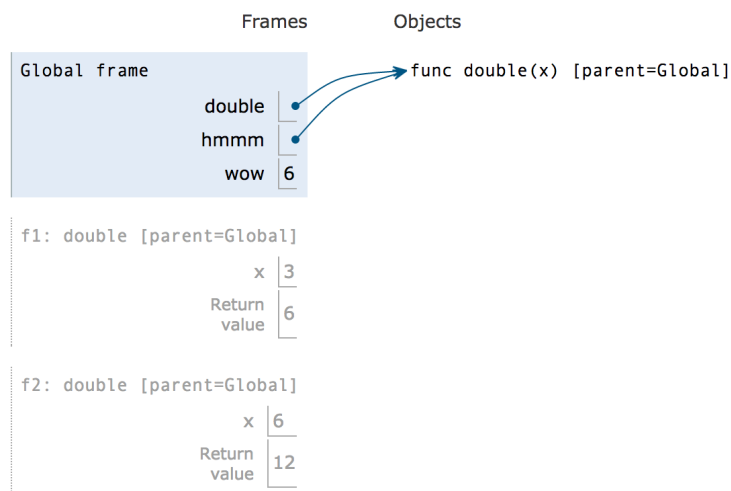 Frames Objects
Global frame func double(x) [parent=Global]
double
hmmm
wow 6
f1: double [parent=Global]
x 3
Return
value 6
f2: double [parent=Global]
x 6
Return
value 12